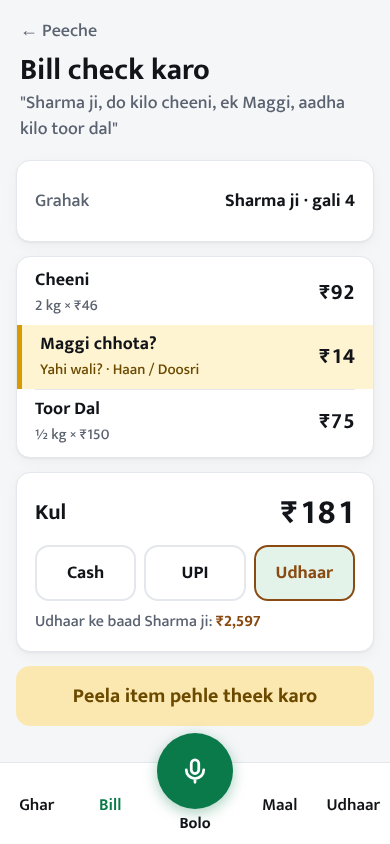 ← Peeche
Bill check karo
"Sharma ji, do kilo cheeni, ek Maggi, aadha
kilo toor dal"
Grahak Sharma ji · gali 4
Cheeni ₹92
2 kg × ₹46
Maggi chhota? ₹14
Yahi wali? · Haan / Doosri
Toor Dal ₹75
½ kg × ₹150
Kul ₹181
Cash UPI Udhaar
Udhaar ke baad Sharma ji: ₹2,597
Peela item pehle theek karo
Ghar Bill Bolo Maal Udhaar